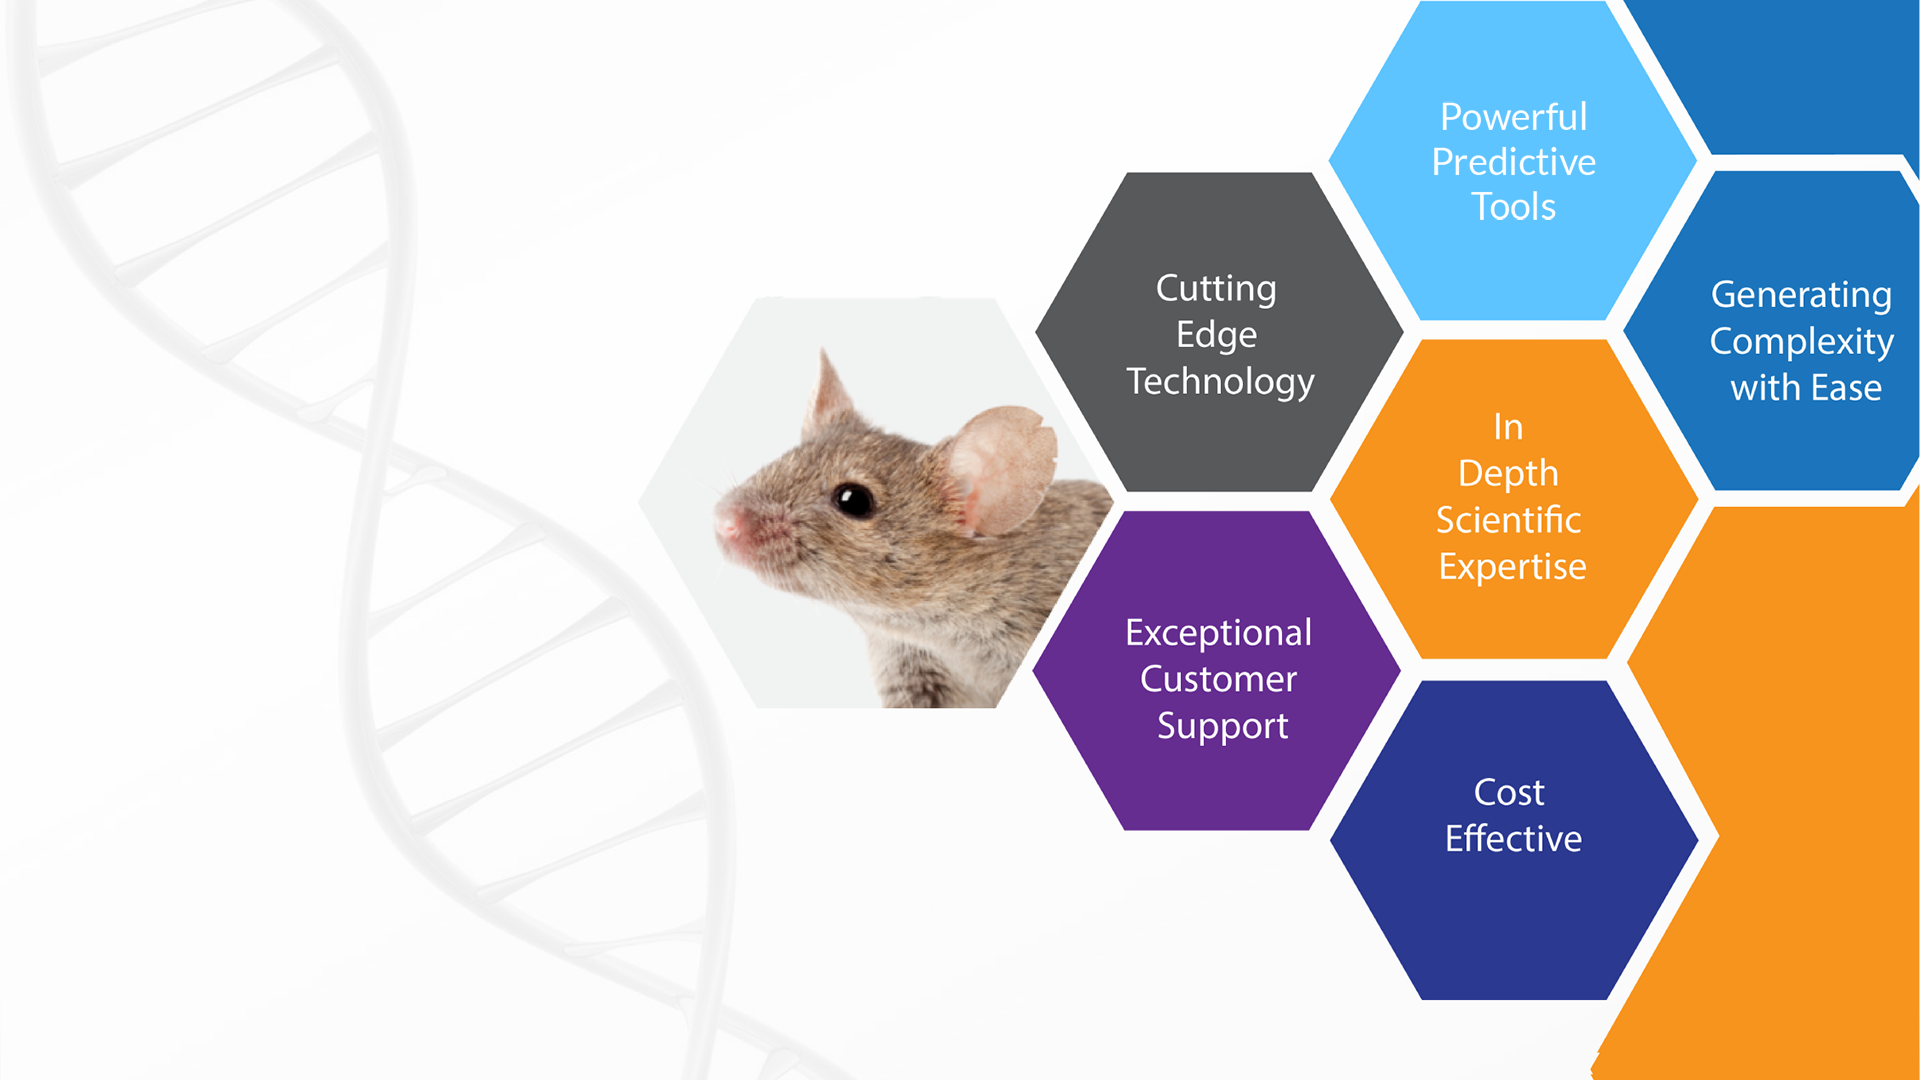 Powerful
Predictive
Tools
Cutting
Edge
Technology
Generating
Complexity
with Ease
In
Depth
Scientific
Expertise
Exceptional
Customer
Support
Cost
Effective